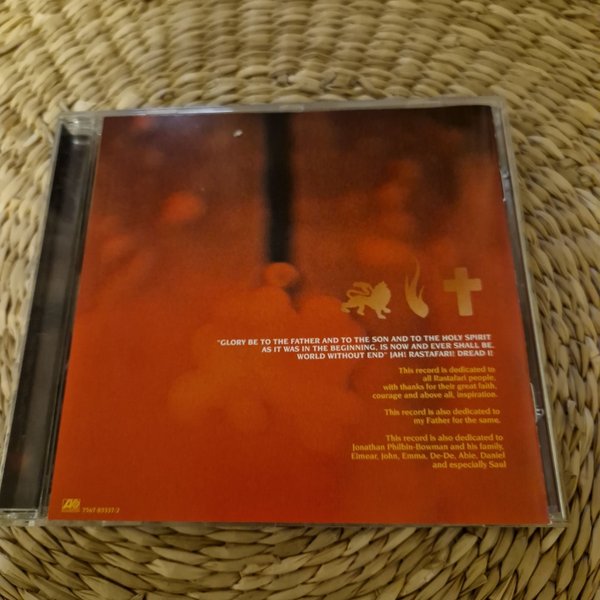 "GLORY BE TO THE FATHER AND TO THE SON AND TO THE HOLY SPIRIT
AS IT WAS IN THE BEGINNING, IS NOW AND EVER SHALL BE,
WORLD WITHOUT END" JAH! RASTAFARI! DREAD I!
This record is dedicated to
all Rastafari people,
with thanks for their great faith,
courage and above all, inspiration.
This record is also dedicated to
my Father for the same.
This record is also dedicated to
Jonathan Philbin-Bowman and his family,
Elmear, John, Emma, De-De, Abie, Daniel
and especially Saul
7567-83337-2